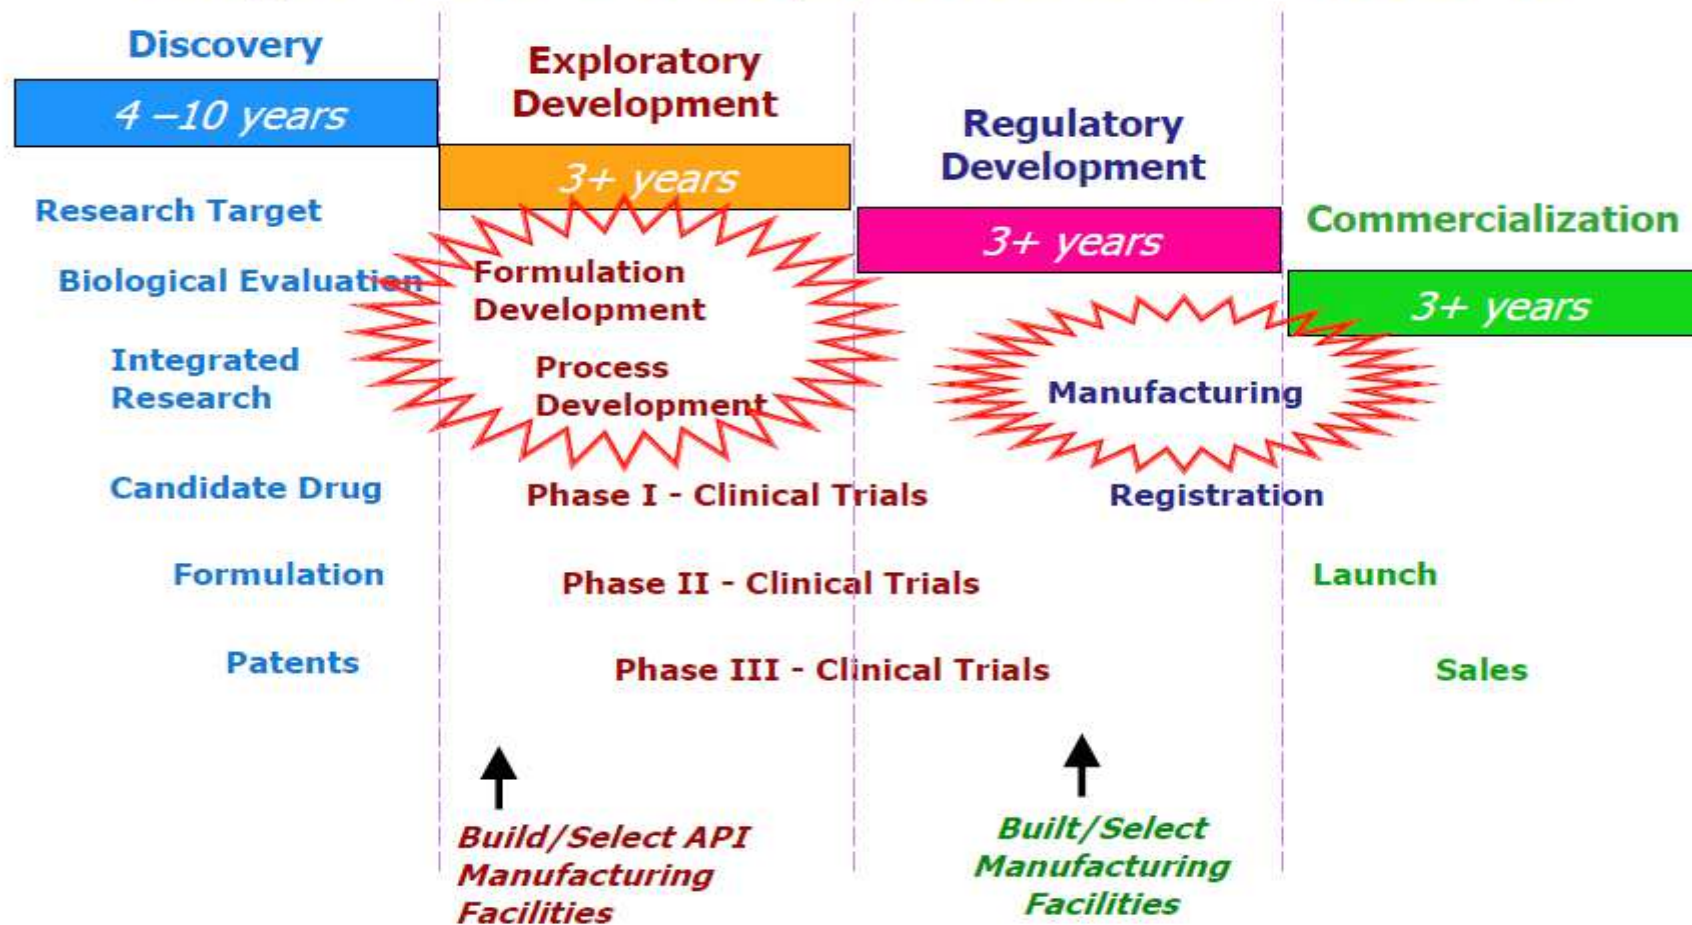 Discovery
4 –10 years
Research Target
Biological Evaluation
Integrated
Research
Candidate Drug
Formulation
Patents
Exploratory
Development
3+ years
Formulation
Development
Process
Development
Phase I - Clinical Trials
Phase II - Clinical Trials
Phase III - Clinical Trials
Build/Select API
Manufacturing
Facilities
Regulatory
Development
3+ years
Manufacturing
Registration
Built/Select
Manufacturing
Facilities
Commercialization
3+ years
Launch
Sales